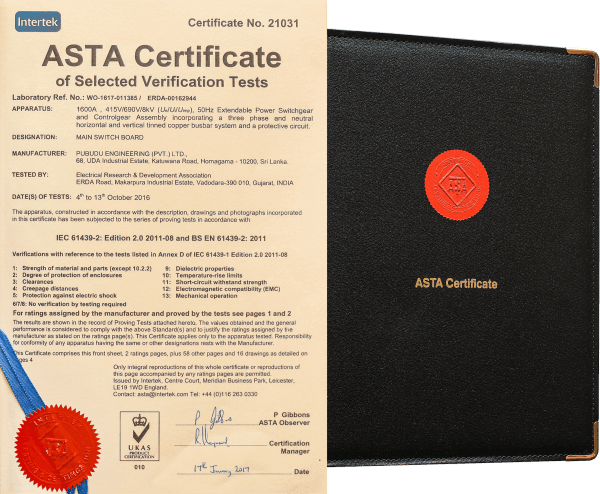 Intertek
Certificate No. 21031
ASTA Certificate
of Selected Verification Tests
Laboratory Ref. No.: WO-1617-011385 / ERDA-00162944
APPARATUS: 1600A , 415V/690V/8kV (Ue/Ui/Uimp), 50Hz Extendable Power Switchgear
and Controlgear Assembly incorporating a three phase and neutral
horizontal and vertical tinned copper busbar system and a protective circuit.
DESIGNATION: MAIN SWITCH BOARD
MANUFACTURER: PUBUDU ENGINEERING (PVT.) LTD.,
68, UDA Industrial Estate, Katuwana Road, Homagama - 10200, Sri Lanka.
TESTED BY: Electrical Research & Development Association
ERDA Road, Makarpura Industrial Estate, Vadodara-390 010, Gujarat, INDIA
DATE(S) OF TESTS: 4th to 13th October 2016
The apparatus, constructed in accordance with the description, drawings and photographs incorporated
in this certificate has been subjected to the series of proving tests in accordance with
IEC 61439-2: Edition 2.0 2011-08 and BS EN 61439-2: 2011
Verifications with reference to the tests listed in Annex D of IEC 61439-1 Edition 2.0 2011-08
1: Strength of material and parts (except 10.2.2) 9: Dielectric properties
2: Degree of protection of enclosures 10: Temperature-rise limits
3: Clearances 11: Short-circuit withstand strength
4: Creepage distances 12: Electromagnetic compatibility (EMC)
5: Protection against electric shock 13: Mechanical operation
6/7/8: No verification by testing required
For ratings assigned by the manufacturer and proved by the tests see pages 1 and 2
The results are shown in the record of Proving Tests attached hereto. The values obtained and the general
performance is considered to comply with the above Standard(s) and to justify the ratings assigned by the
manufacturer as stated on the ratings page(s). This Certificate applies only to the apparatus tested. Responsibility
for conformity of any apparatus having the same or other designations rests with the Manufacturer.
This Certificate comprises this front sheet, 2 ratings pages, plus 58 other pages and 16 drawings as detailed on
pages 4
Only integral reproductions of this whole certificate or reproductions of
this page accompanied by any ratings pages are permitted.
Issued by Intertek, Centre Court, Meridian Business Park, Leicester,
LE19 1WD England.
Contact: asta@intertek.com Tel: +44 (0)116 263 0330
UKAS
PRODUCT
CERTIFICATION
010
P Gibbons
ASTA Observer
Certification
Manager
17th January 2017 Date
ASTA
ASTA Certificate